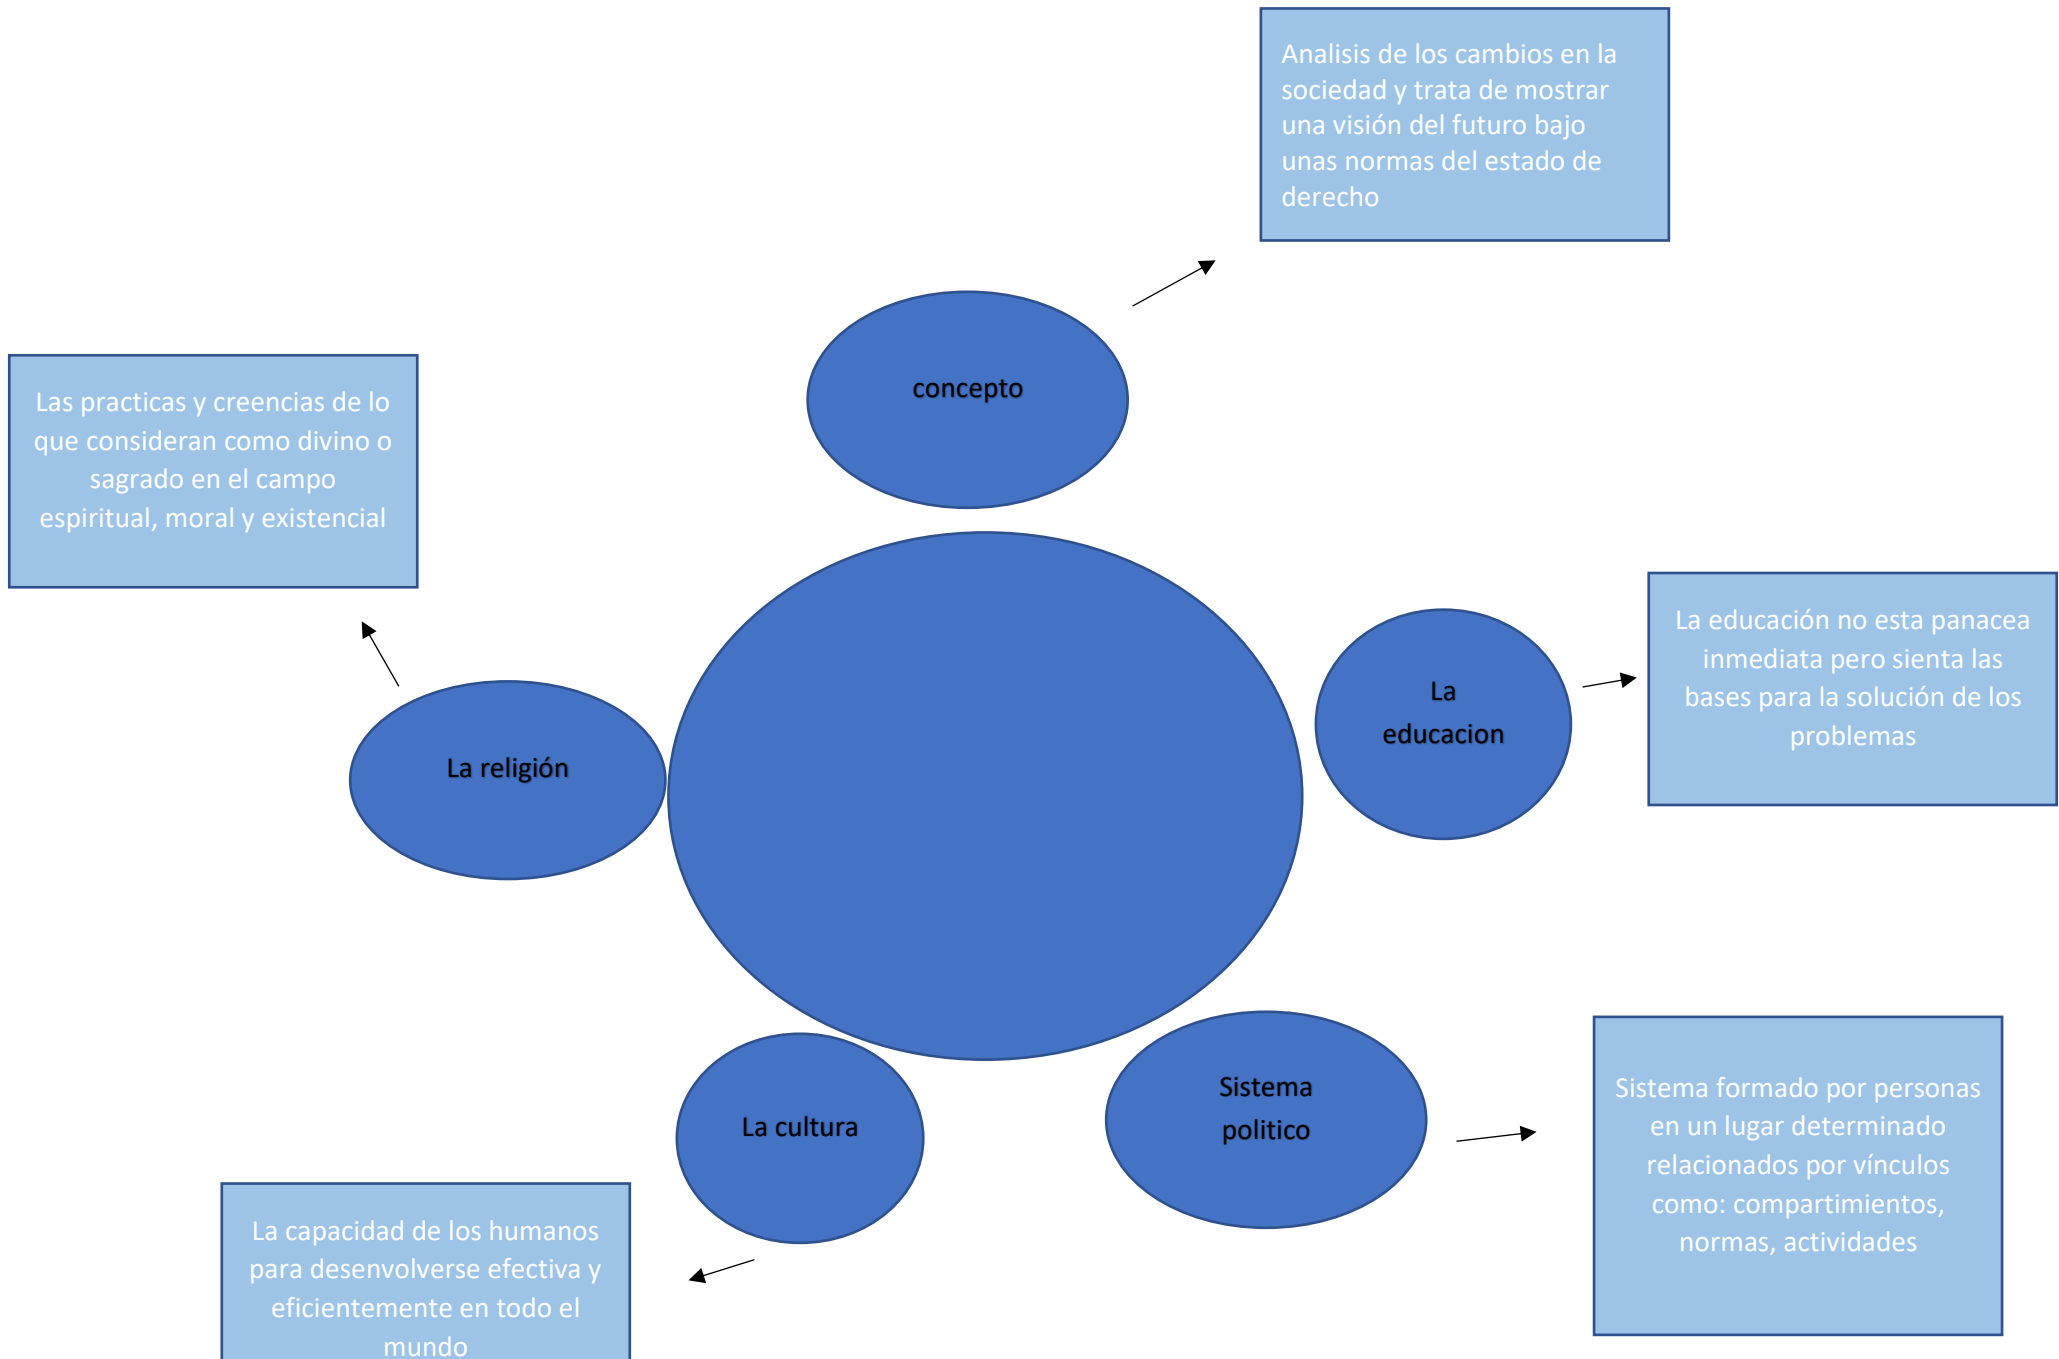 Analisis de los cambios en la
sociedad y trata de mostrar
una visión del futuro bajo
unas normas del estado de
derecho
concepto
Las practicas y creencias de lo
que consideran como divino o
sagrado en el campo
espiritual, moral y existencial
La religión
La
educacion
La educación no esta panacea
inmediata pero sienta las
bases para la solución de los
problemas
Sistema
politico
Sistema formado por personas
en un lugar determinado
relacionados por vínculos
como: compartimientos,
normas, actividades
La cultura
La capacidad de los humanos
para desenvolverse efectiva y
eficientemente en todo el
mundo